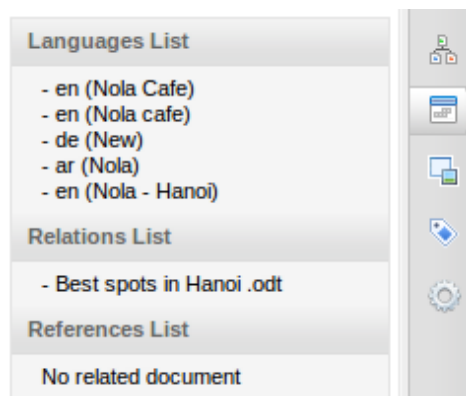 Languages List
- en (Nola Cafe)
- en (Nola cafe)
- de (New)
- ar (Nola)
- en (Nola - Hanoi)
Relations List
- Best spots in Hanoi .odt
References List
No related document